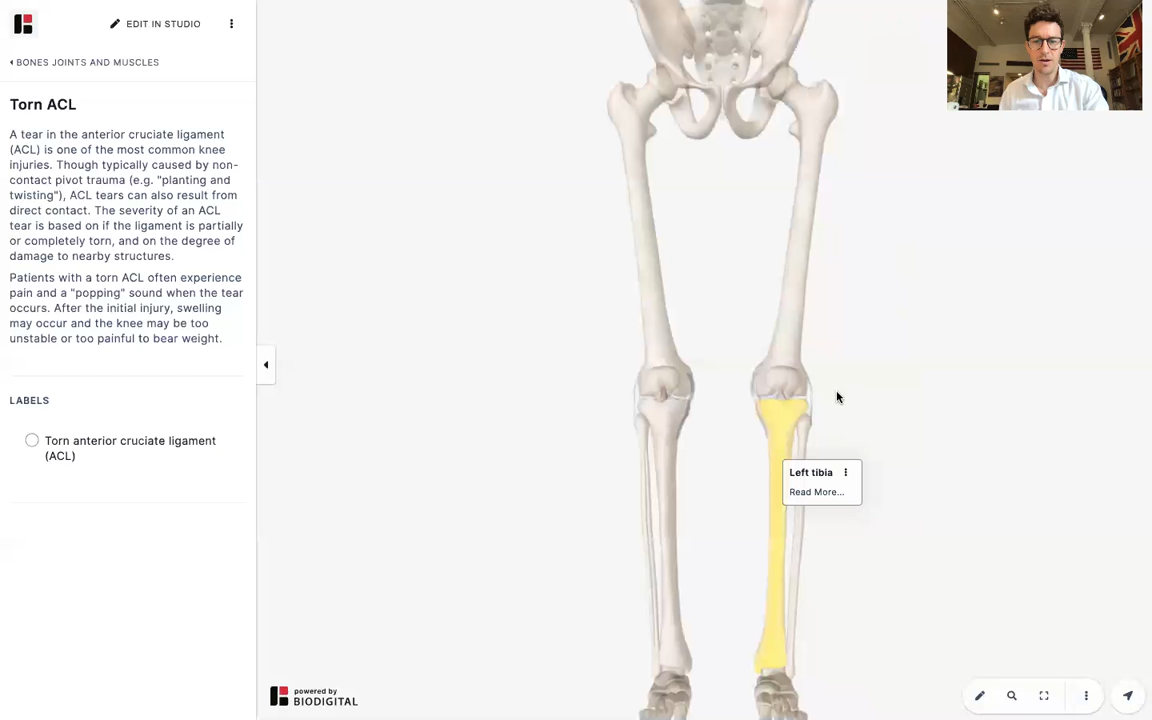 EDIT IN STUDIO
BONES JOINTS AND MUSCLES
Torn ACL
A tear in the anterior cruciate ligament
(ACL) is one of the most common knee
injuries. Though typically caused by non-
contact pivot trauma (e.g. "planting and
twisting"), ACL tears can also result from
direct contact. The severity of an ACL
tear is based on if the ligament is partially
or completely torn, and on the degree of
damage to nearby structures.
Patients with a torn ACL often experience
pain and a "popping" sound when the tear
occurs. After the initial injury, swelling
may occur and the knee may be too
unstable or too painful to bear weight.
LABELS
Torn anterior cruciate ligament
(ACL)
Left tibia
Read More...
powered by
BIODIGITAL